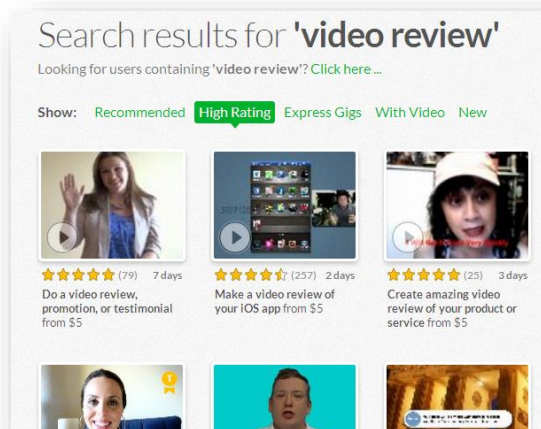 Search results for 'video review'
Looking for users containing 'video review'? Click here ...
Show: Recommended High Rating Express Gigs With Video New
(79) 7 days
(257) 2 days
(25) 3 days
Do a video review,
promotion, or testimonial
from $5
Make a video review of
your iOS app from $5
Create amazing video
review of your product or
service from $5
T